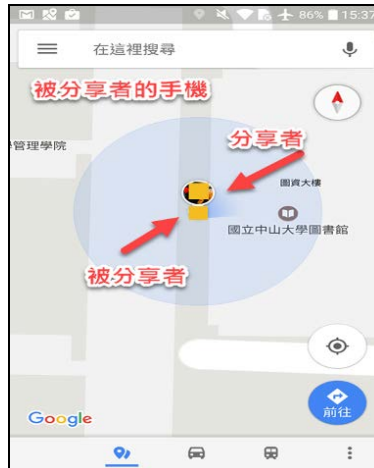 86% 15:37
在這裡搜尋
被分享者的手機
分享者
管理學院
圖資大樓
國立中山大學圖書館
被分享者
Google
前往